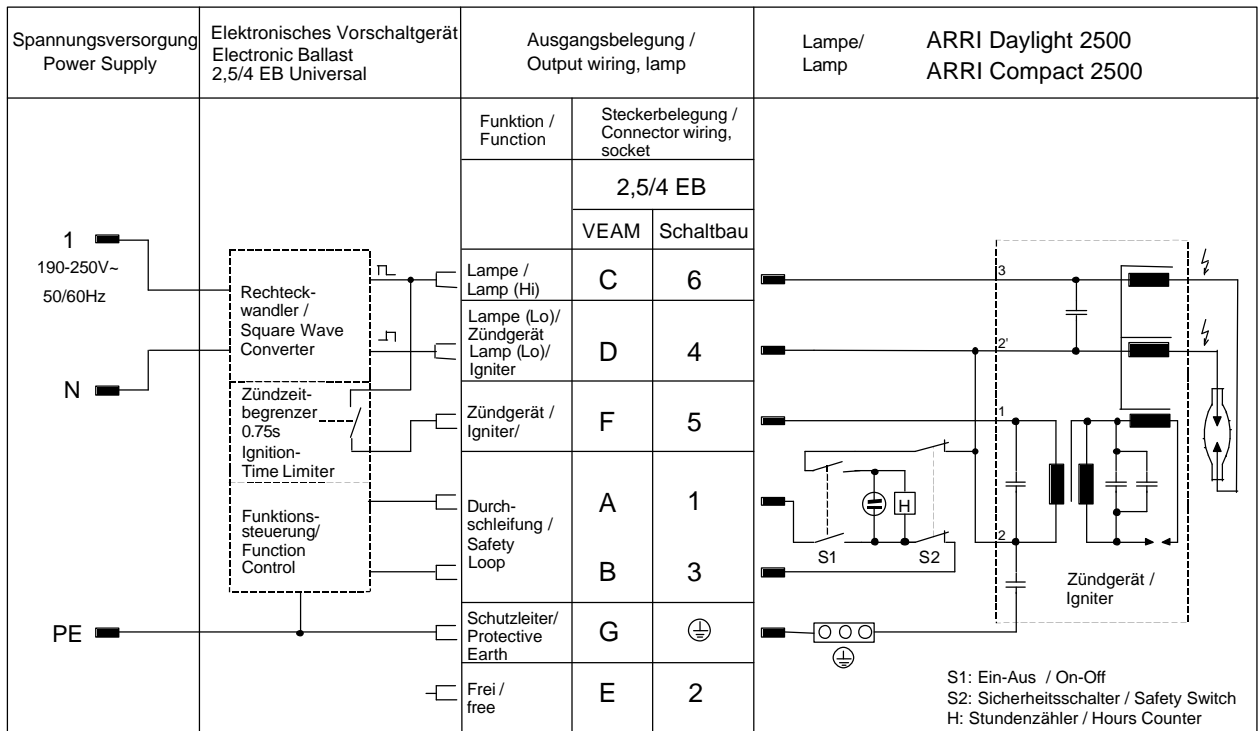 Spannungsversorgung
Power Supply
Elektronisches Vorschaltgerät
Electronic Ballast
2,5/4 EB Universal
Ausgangsbelegung /
Output wiring, lamp
Lampe/
Lamp
ARRI Daylight 2500
ARRI Compact 2500
Funktion /
Function
Steckerbelegung /
Connector wiring,
socket
2,5/4 EB
VEAM
Schaltbau
1
190-250V~
50/60Hz
N
PE
Rechteck-
wandler /
Square Wave
Converter
Zündzeit-
begrenzer
0.75s
Ignition-
Time Limiter
Funktions-
steuerung/
Function
Control
Lampe /
Lamp (Hi)
C
6
Lampe (Lo)/
Zündgerät
Lamp (Lo)/
Igniter
D
4
Zündgerät /
Igniter/
F
5
Durch-
schleifung /
Safety
Loop
A
1
B
3
Schutzleiter/
Protective
Earth
G
Frei /
free
E
2
3
2'
1
2
H
S1
S2
Zündgerät /
Igniter
S1: Ein-Aus / On-Off
S2: Sicherheitsschalter / Safety Switch
H: Stundenzähler / Hours Counter